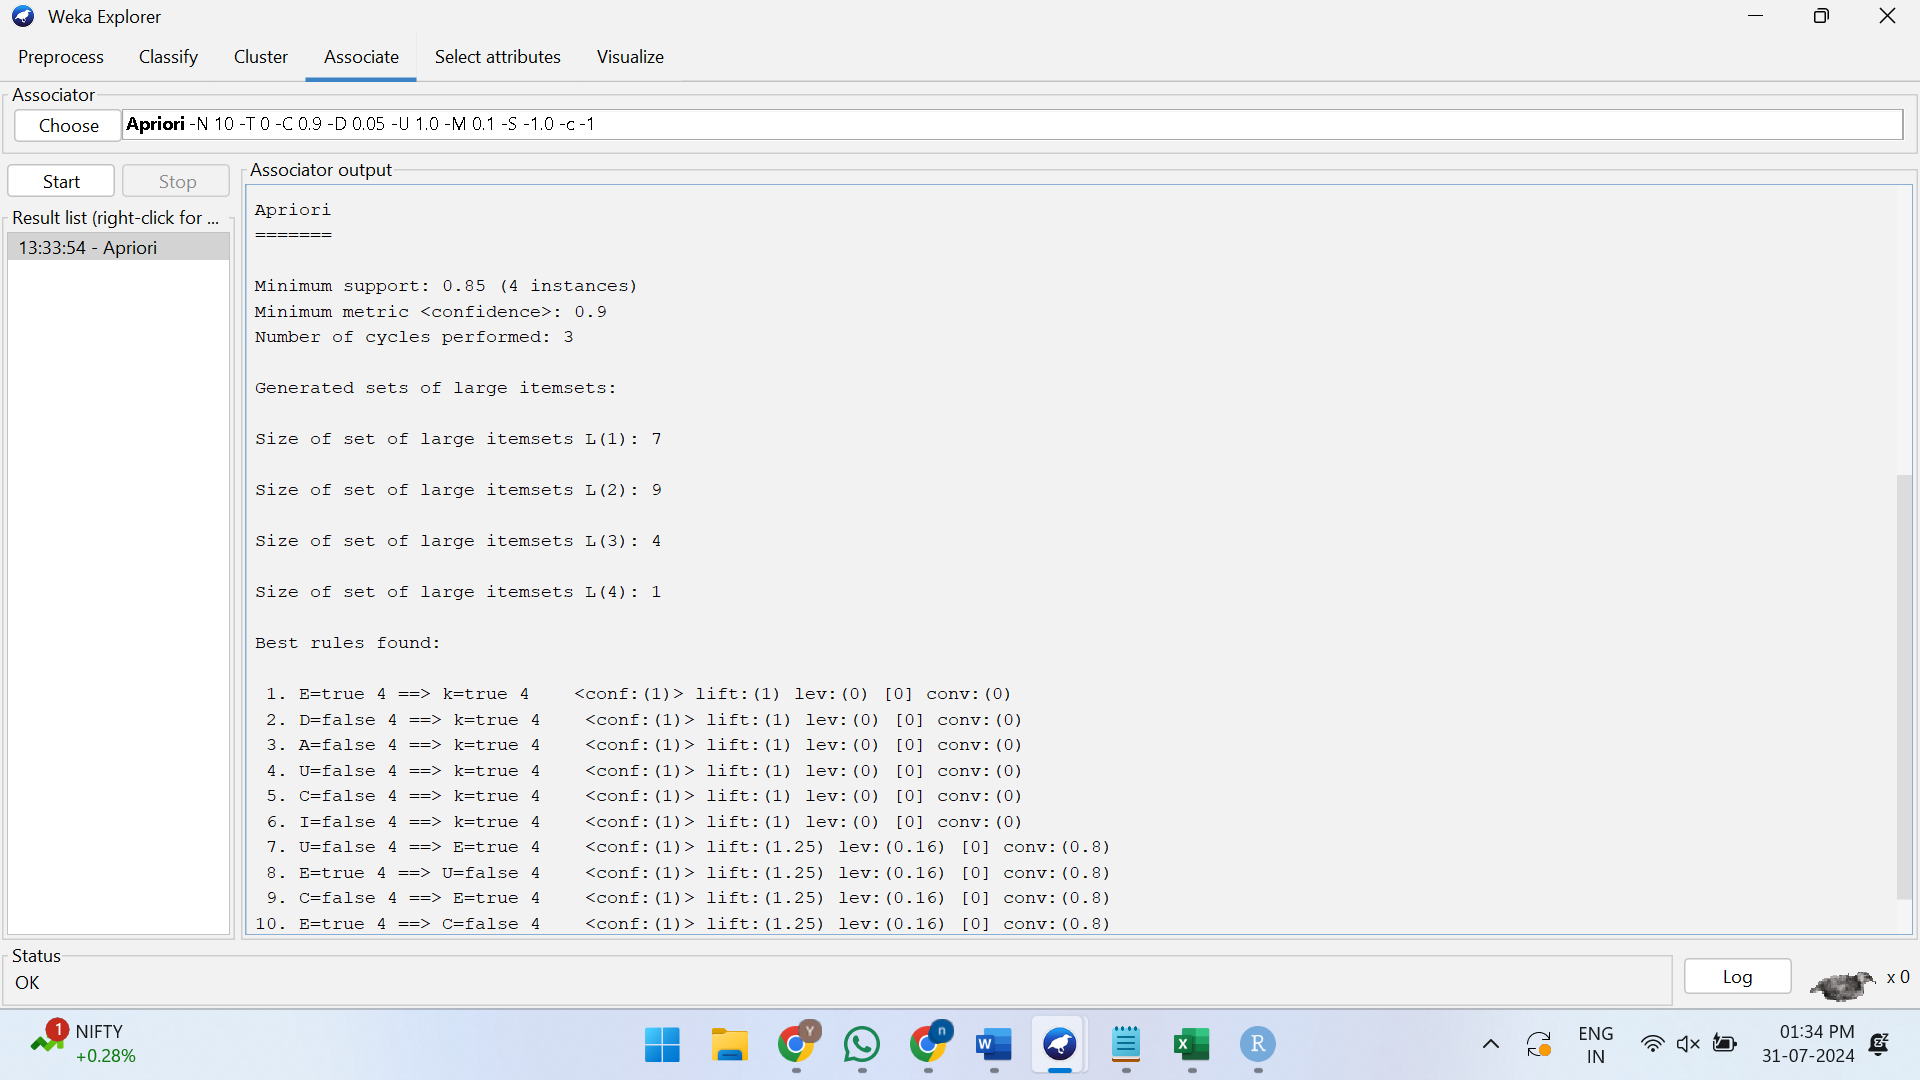 Weka Explorer
Preprocess Classify Cluster Associate Select attributes Visualize
Associator
Choose Apriori -N 10 -T 0 -C 0.9 -D 0.05 -U 1.0 -M 0.1 -S -1.0 -c -1
Start Stop
Result list (right-click for ...
13:33:54 - Apriori
Associator output
Apriori
=======
Minimum support: 0.85 (4 instances)
Minimum metric <confidence>: 0.9
Number of cycles performed: 3
Generated sets of large itemsets:
Size of set of large itemsets L(1): 7
Size of set of large itemsets L(2): 9
Size of set of large itemsets L(3): 4
Size of set of large itemsets L(4): 1
Best rules found:
1. E=true 4 ==> k=true 4 <conf:(1)> lift:(1) lev:(0) [0] conv:(0)
2. D=false 4 ==> k=true 4 <conf:(1)> lift:(1) lev:(0) [0] conv:(0)
3. A=false 4 ==> k=true 4 <conf:(1)> lift:(1) lev:(0) [0] conv:(0)
4. U=false 4 ==> k=true 4 <conf:(1)> lift:(1) lev:(0) [0] conv:(0)
5. C=false 4 ==> k=true 4 <conf:(1)> lift:(1) lev:(0) [0] conv:(0)
6. I=false 4 ==> k=true 4 <conf:(1)> lift:(1) lev:(0) [0] conv:(0)
7. U=false 4 ==> E=true 4 <conf:(1)> lift:(1.25) lev:(0.16) [0] conv:(0.8)
8. E=true 4 ==> U=false 4 <conf:(1)> lift:(1.25) lev:(0.16) [0] conv:(0.8)
9. C=false 4 ==> E=true 4 <conf:(1)> lift:(1.25) lev:(0.16) [0] conv:(0.8)
10. E=true 4 ==> C=false 4 <conf:(1)> lift:(1.25) lev:(0.16) [0] conv:(0.8)
Status
OK
Log
x 0
1
NIFTY
+0.28%
Y
n
W
X
R
ENG
IN
01:34 PM
31-07-2024